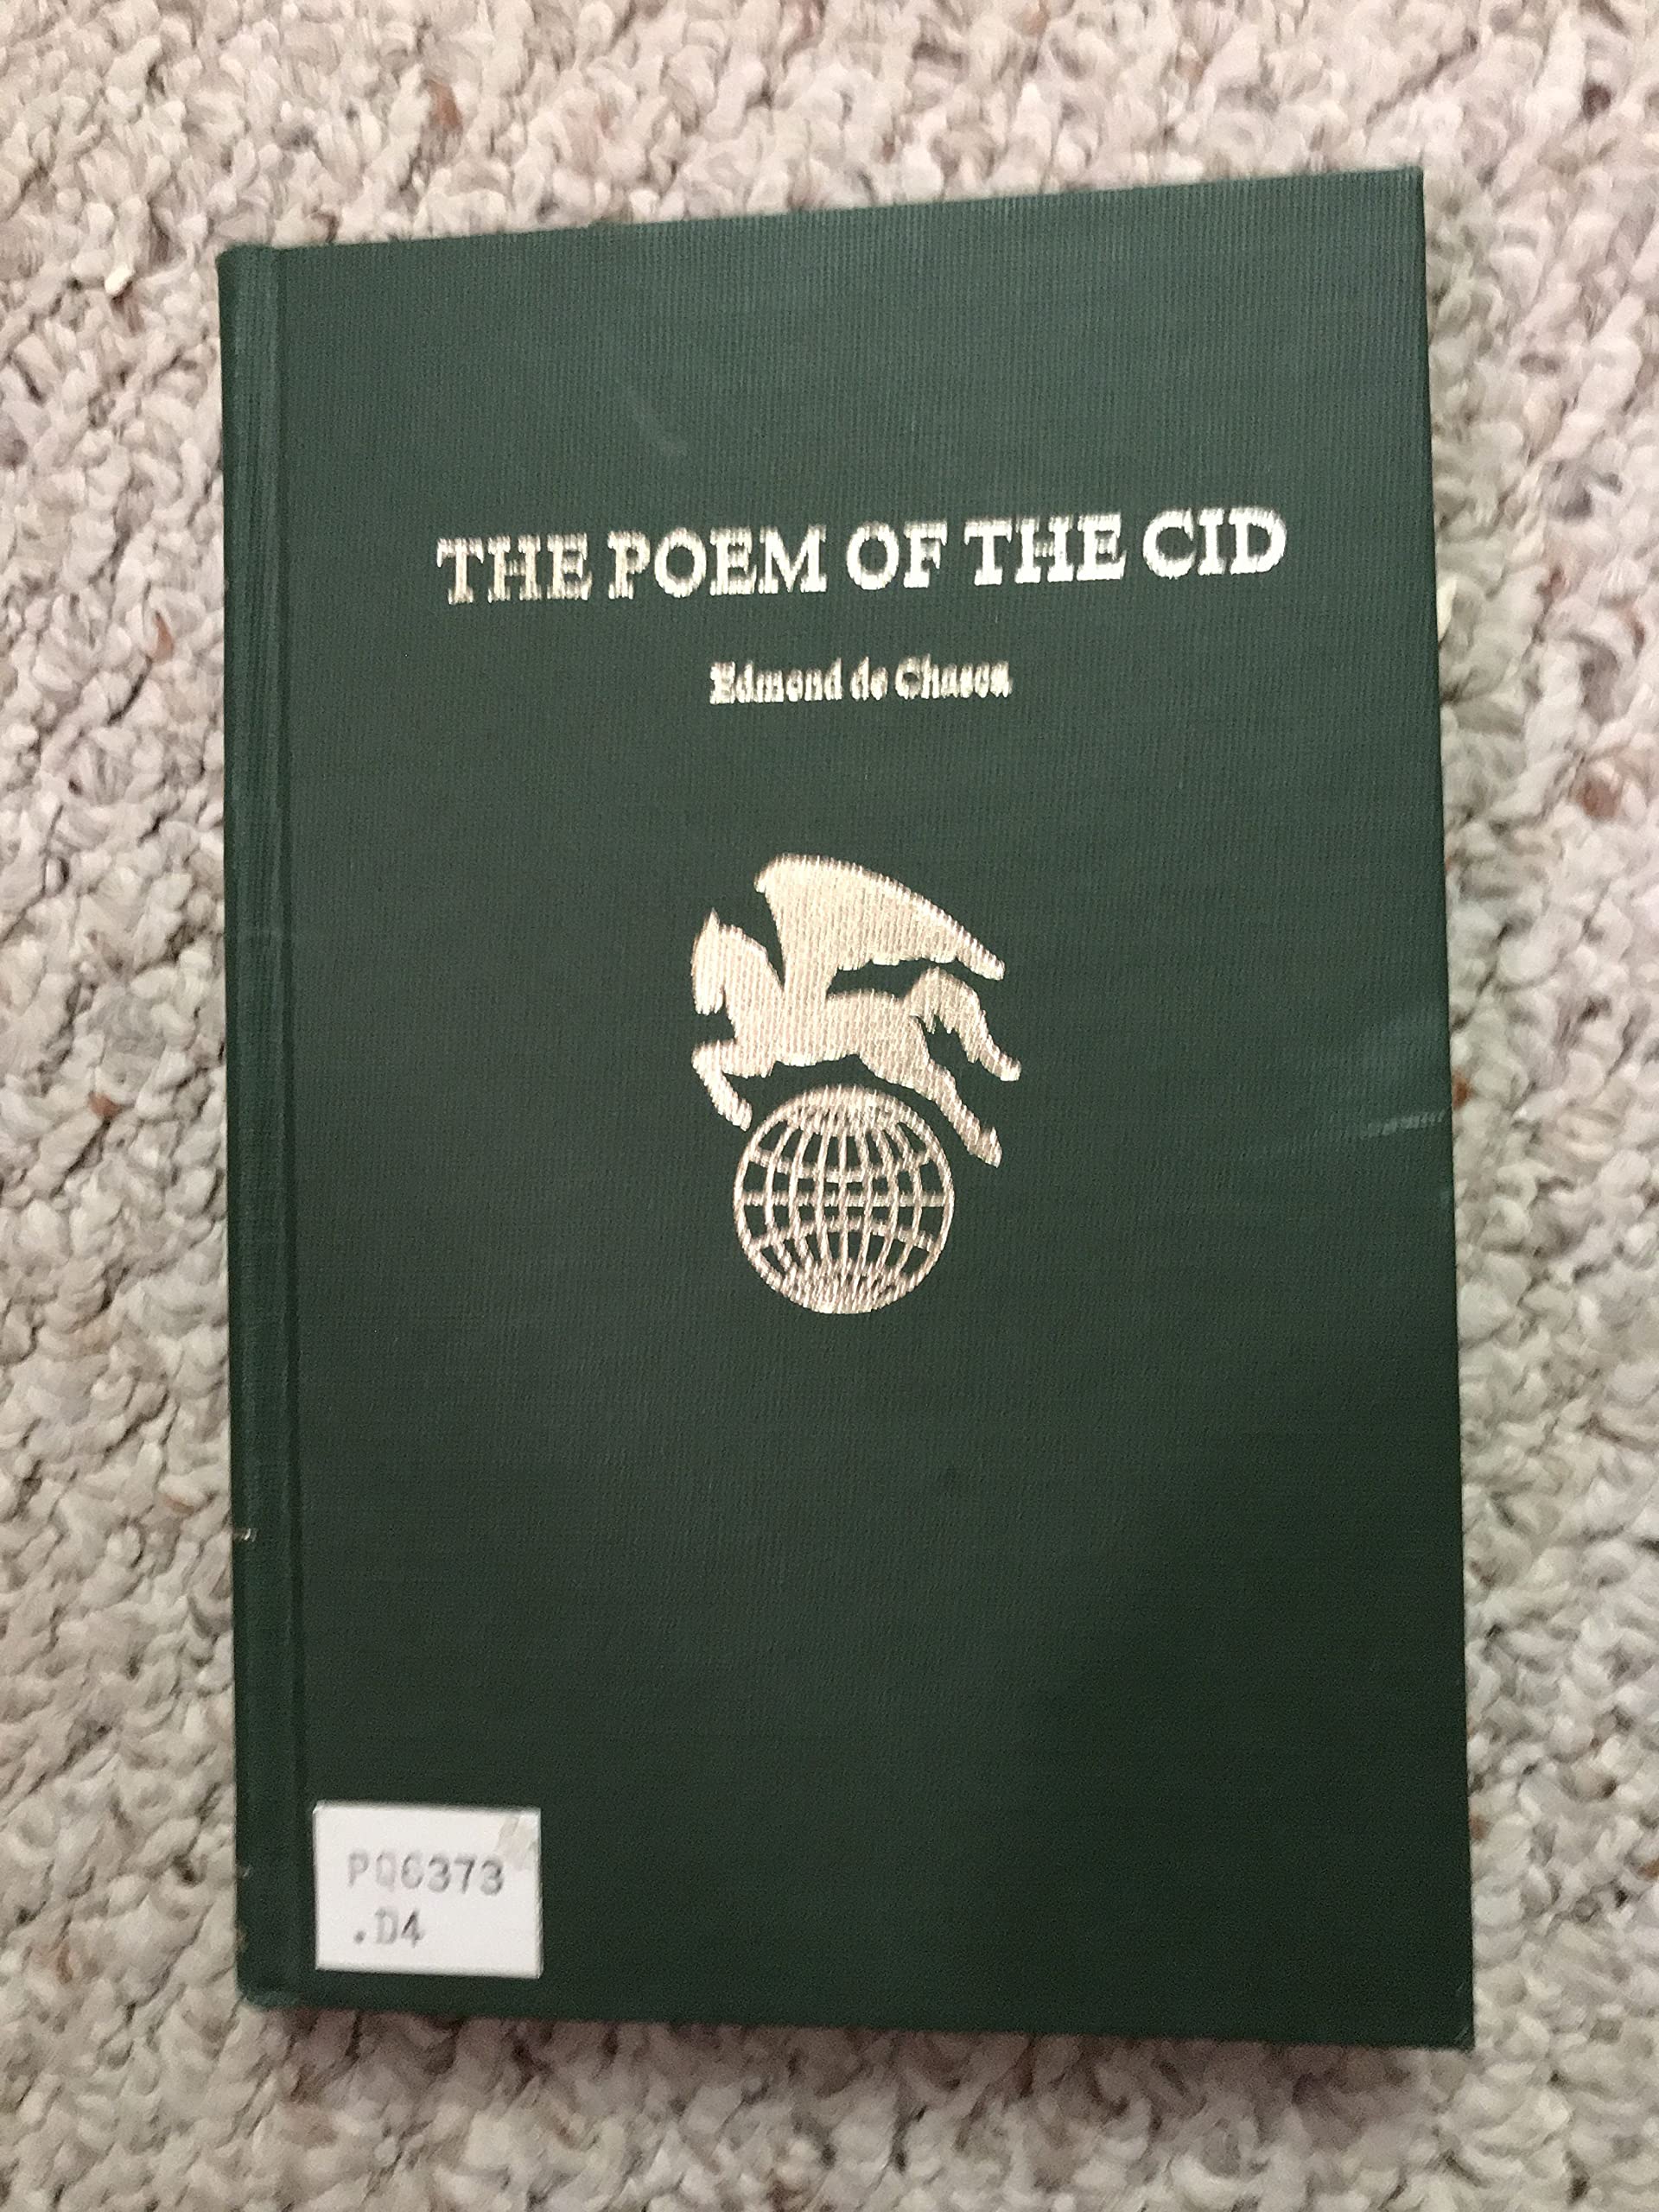 THE POEM OF THE CID
Edmond de Chasca
PQ6373
.D4